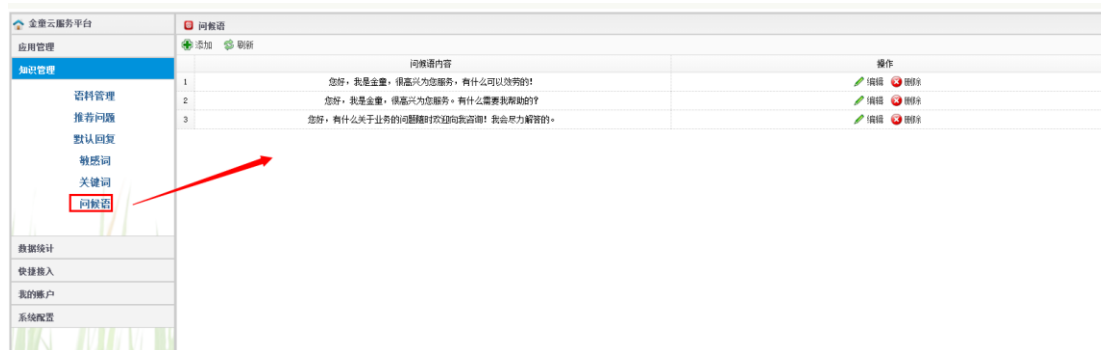 金童云服务平台
应用管理
知识管理
语料管理
推荐问题
默认回复
敏感词
关键词
问候语
数据统计
快捷接入
我的账户
系统配置
问候语
添加 刷新
问候语内容 操作
1 您好，我是金童，很高兴为您服务，有什么可以效劳的！ 编辑 删除
2 您好，我是金童，很高兴为您服务。有什么需要我帮助的？ 编辑 删除
3 您好，有什么关于业务的问题随时欢迎向我咨询！我会尽力解答的。 编辑 删除